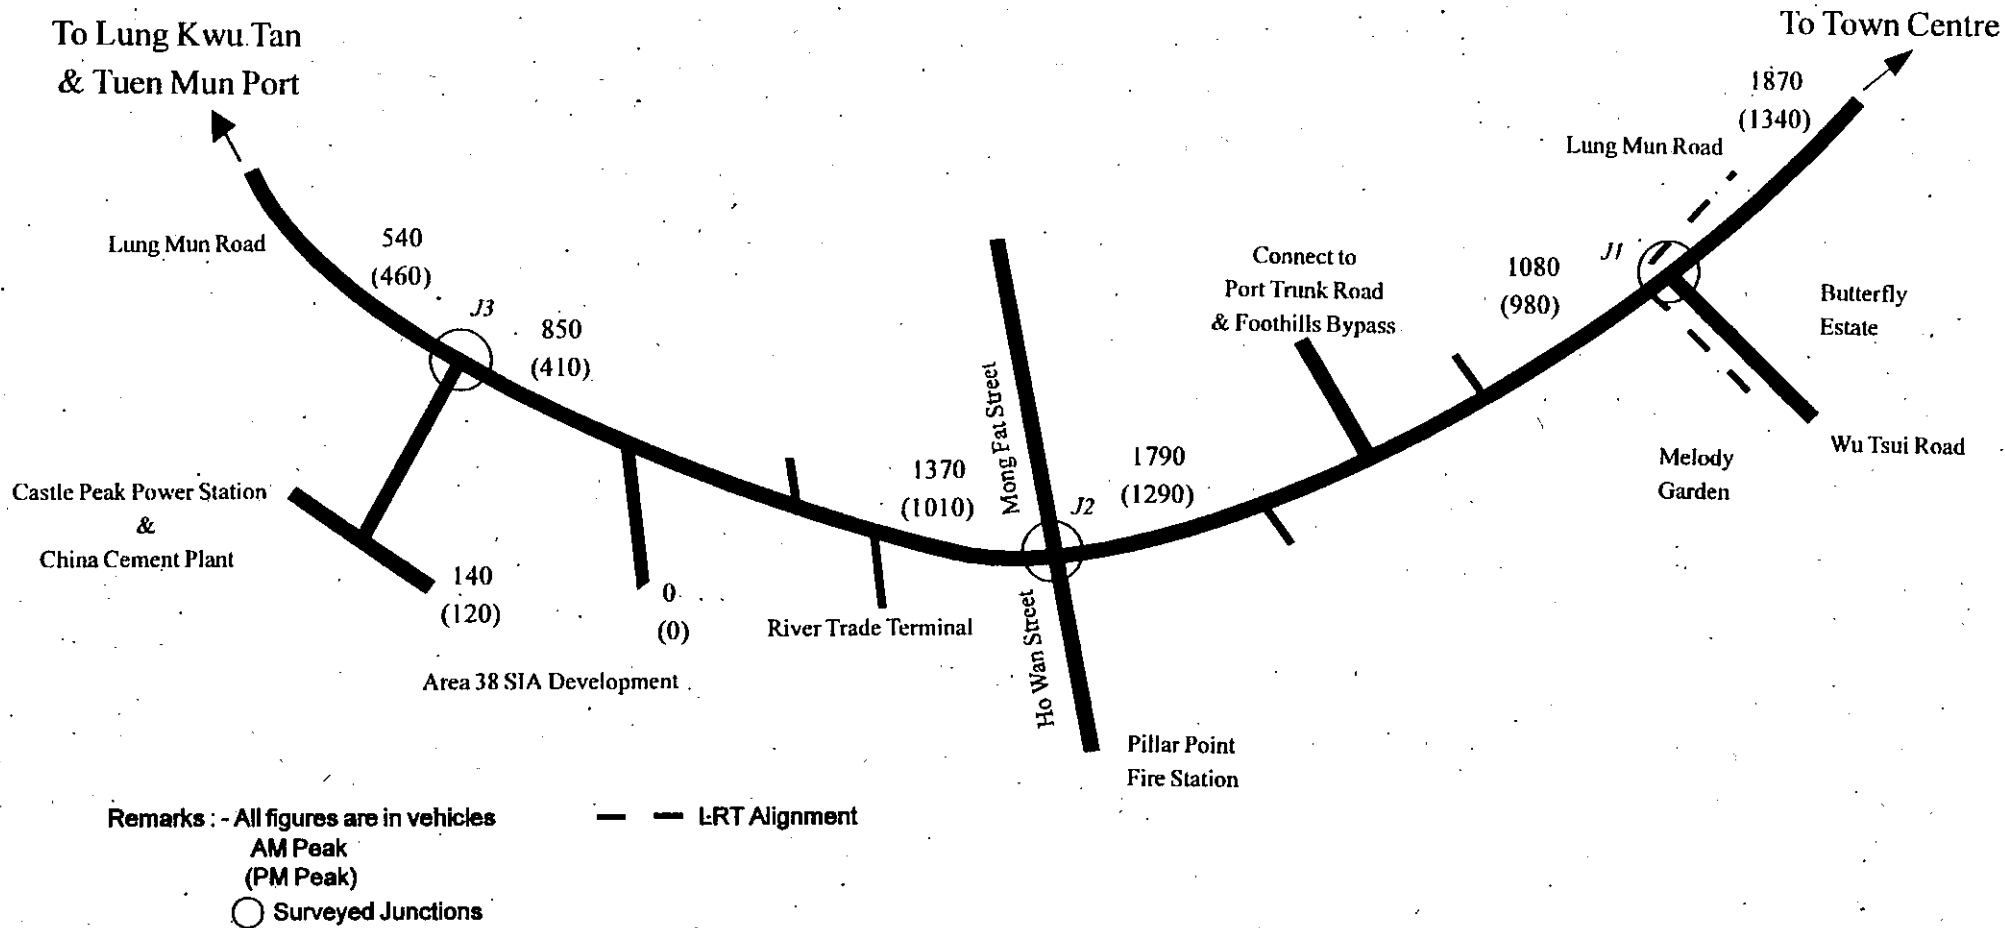 To Lung Kwu Tan
& Tuen Mun Port
To Town Centre
1870
(1340)
Lung Mun Road
Lung Mun Road
540
(460)
J3
850
(410)
Connect to
Port Trunk Road
& Foothills Bypass
1080
(980)
J1
Butterfly
Estate
Mong Fat Street
1370
(1010)
J2
1790
(1290)
Melody
Garden
Wu Tsui Road
Castle Peak Power Station
&
China Cement Plant
140
(120)
0
(0)
River Trade Terminal
Ho Wan Street
Area 38 SIA Development
Pillar Point
Fire Station
Remarks : - All figures are in vehicles
AM Peak
(PM Peak)
Surveyed Junctions
LRT Alignment